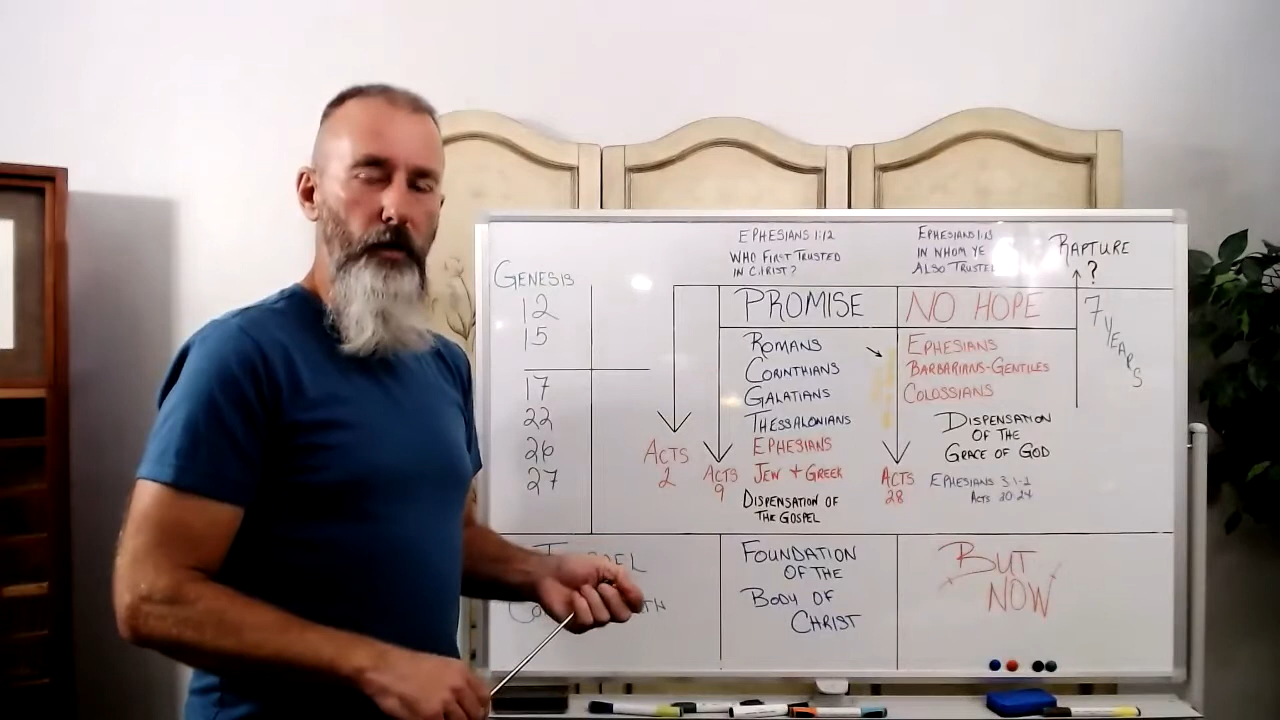 EPHESIANS 1:12
WHO FIRST TRUSTED
IN CHRIST?
EPHESIANS 1:13
IN WHOM YE
ALSO TRUSTED
RAPTURE
?
GENESIS
12
15
17
22
26
27
PROMISE
NO HOPE
7 YEARS
ROMANS
CORINTHIANS
GALATIANS
THESSALONIANS
EPHESIANS
JEW + GREEK
DISPENSATION OF
THE GOSPEL
EPHESIANS
BARBARIANS-GENTILES
COLOSSIANS
DISPENSATION
OF THE
GRACE OF GOD
EPHESIANS 3:1-2
ACTS 20:24
ACTS
2
ACTS
9
ACTS
28
FOUNDATION
OF THE
BODY OF
CHRIST
BUT
NOW